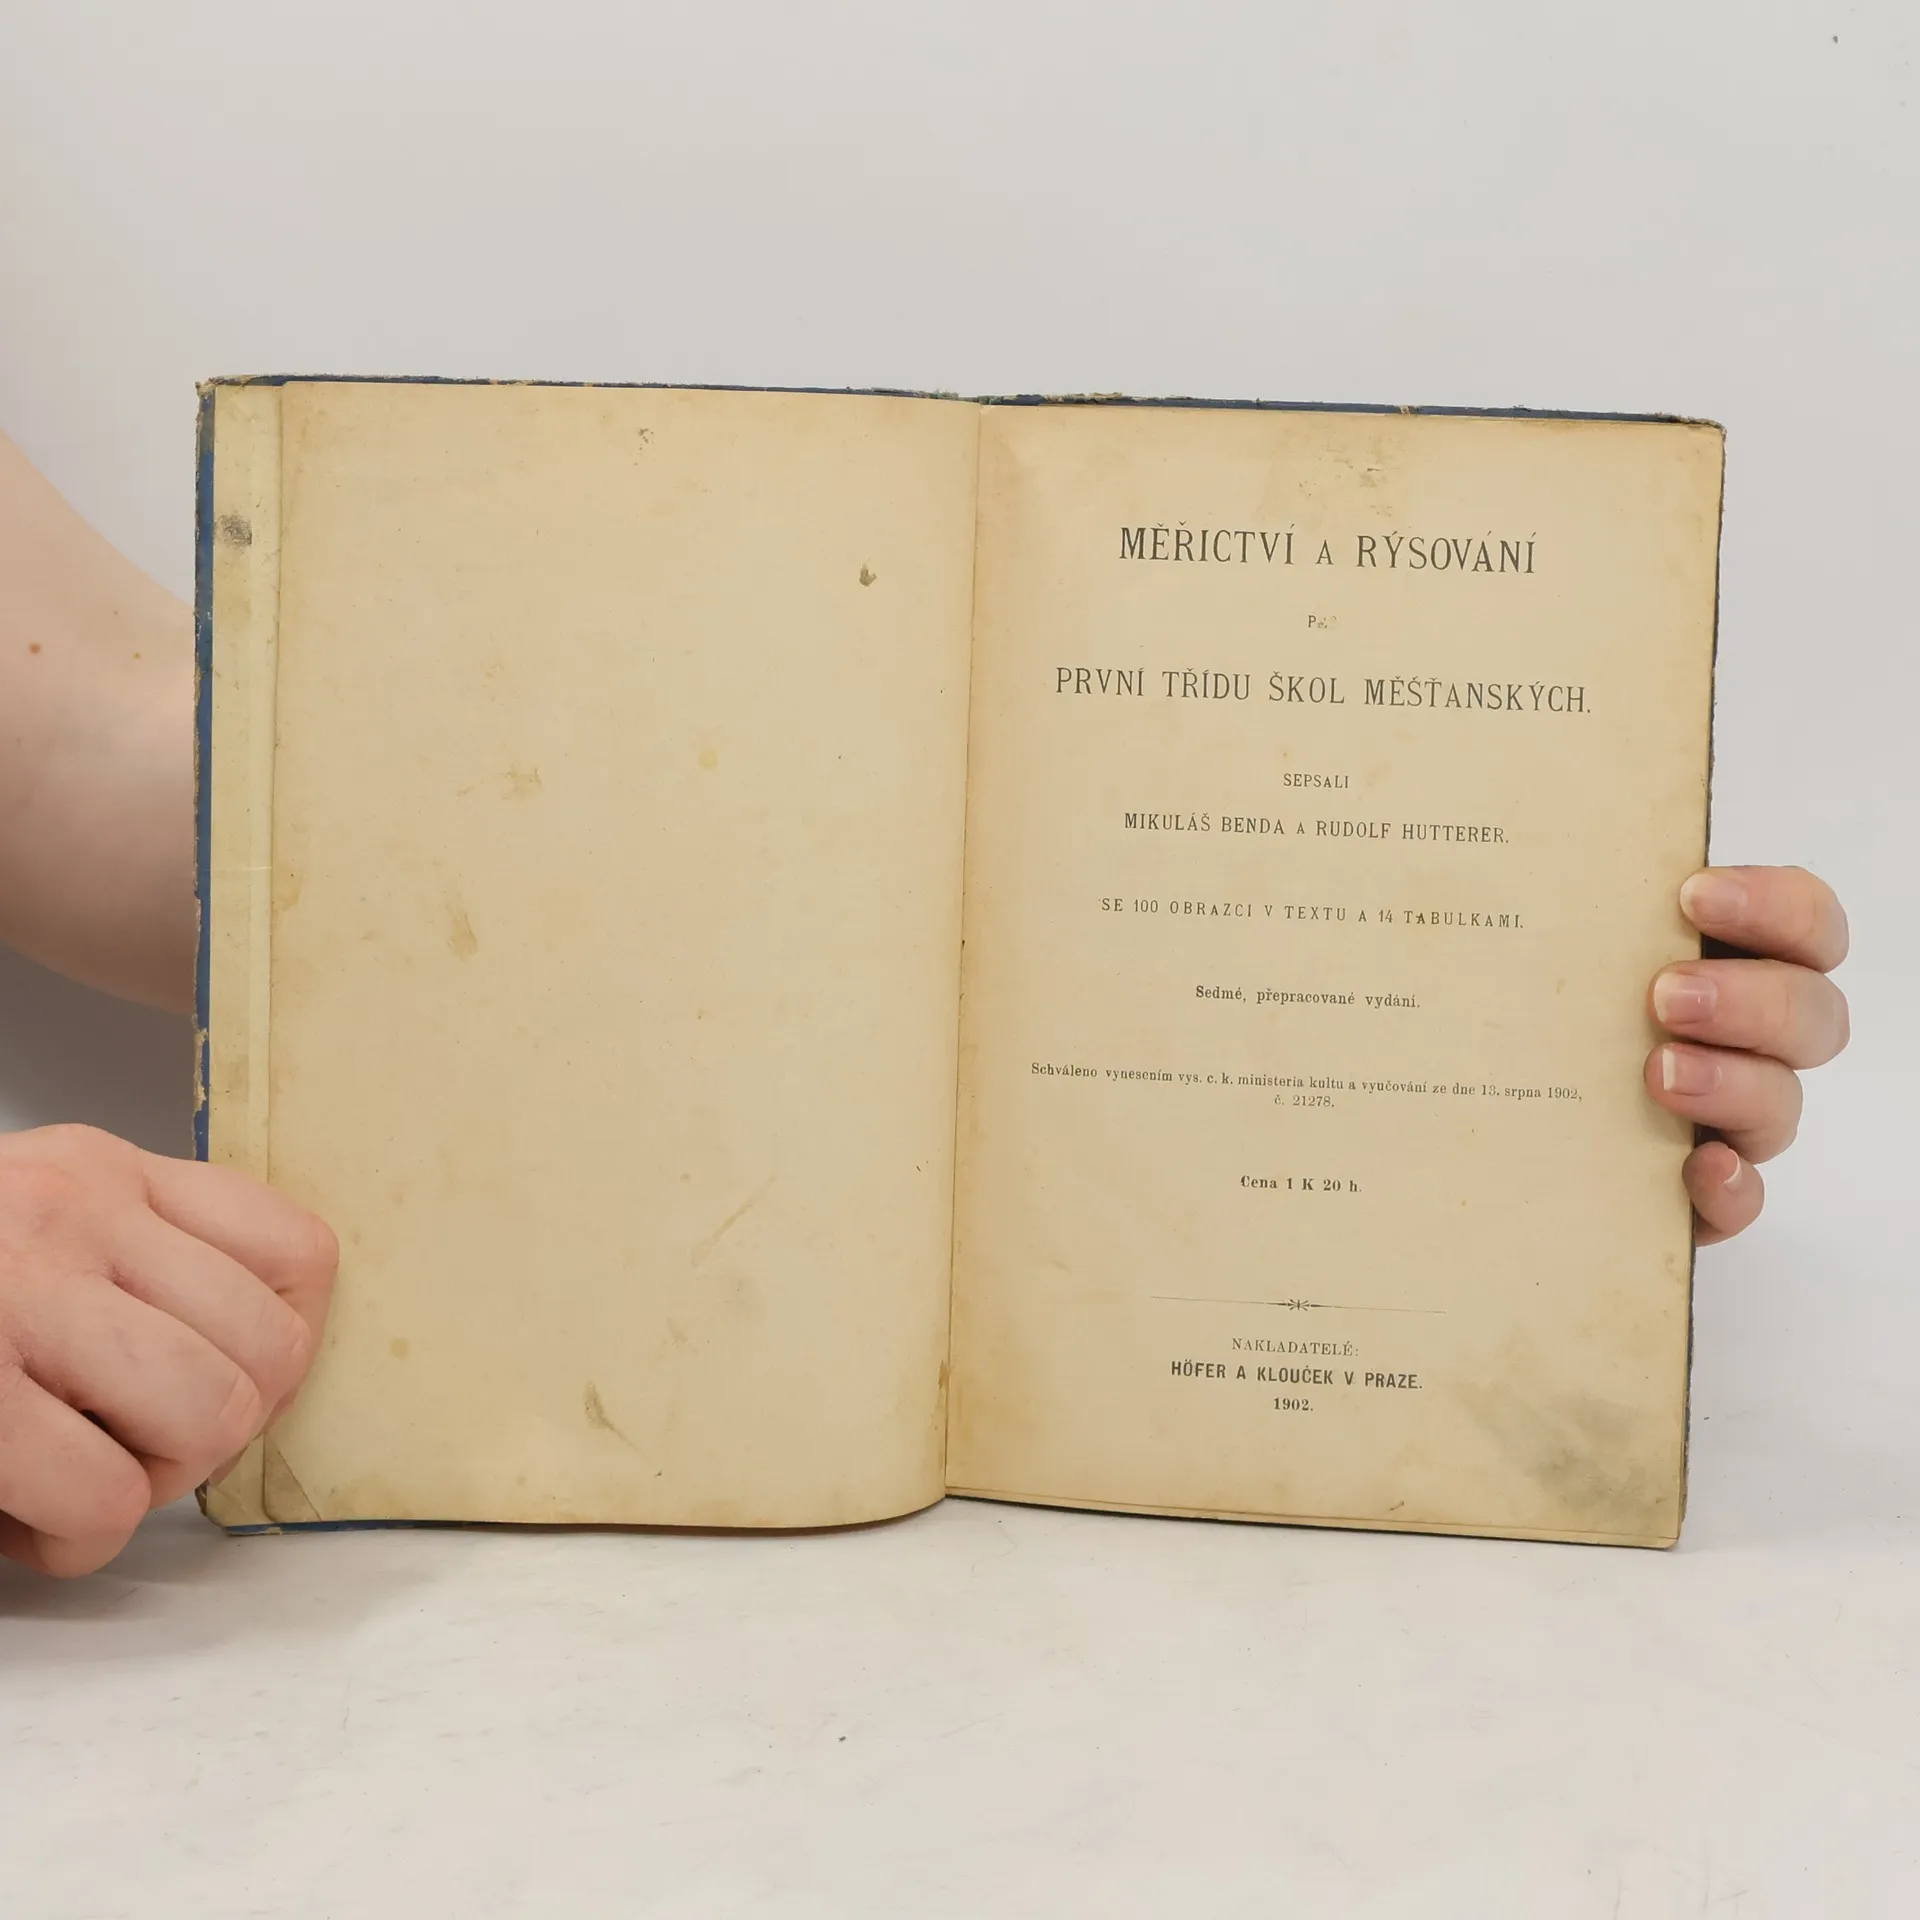 MĚŘICTVÍ A RÝSOVÁNÍ
PRVNÍ TŘÍDU ŠKOL MĚŠŤANSKÝCH.
SEPSALI
MIKULÁŠ BENDA A RUDOLF HUTTERER.
SE 100 OBRAZCI V TEXTU A 14 TABULKAMI.
Sedmé, přepracované vydání.
Schváleno vynesením vys. c. k. ministeria kultu a vyučování ze dne 13. srpna 1902,
č. 21278.
Cena 1 K 20 h.
NAKLADATELÉ:
HÖFER A KLOUČEK V PRAZE.
1902.